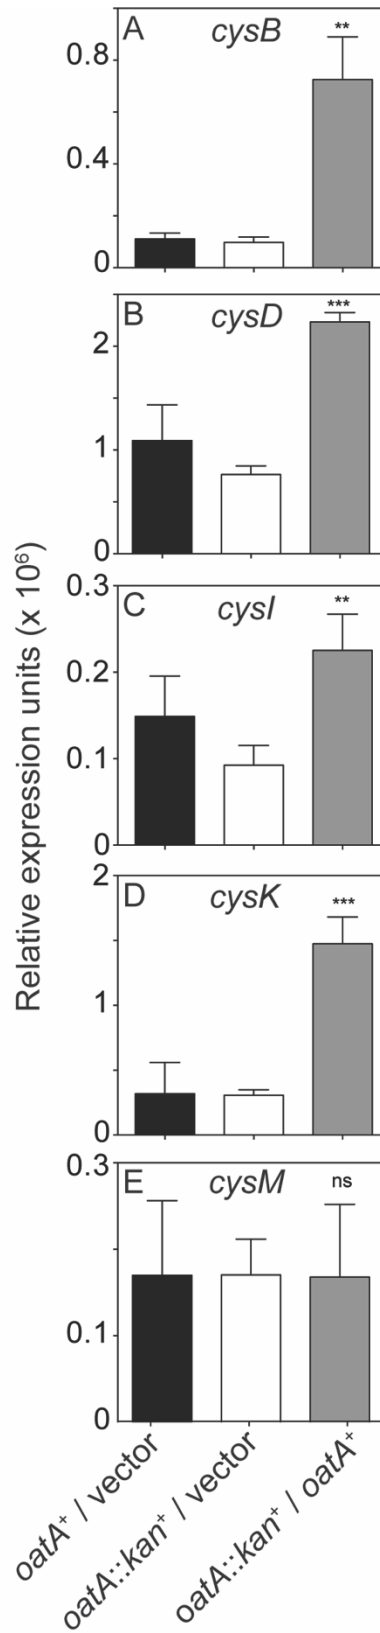 A cysB **
0.8
0.4
0
B cysD ***
2
1
0
C cysI **
0.3
0.2
0.1
0
D cysK ***
2
1
0
E cysM ns
0.3
0.1
0
Relative expression units (x 10⁶)
oatA⁺ / vector
oatA::kan⁺ / vector
oatA::kan⁺ / oatA⁺